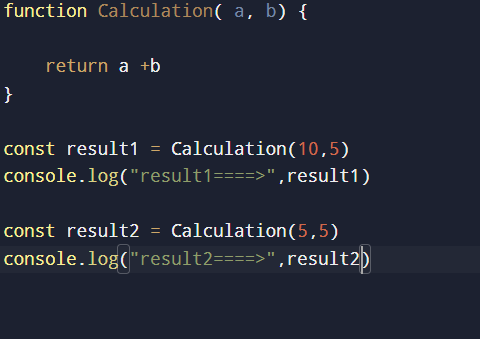 function Calculation( a, b) {
    return a +b
}
const result1 = Calculation(10,5)
console.log("result1====>",result1)
const result2 = Calculation(5,5)
console.log("result2====>",result2)